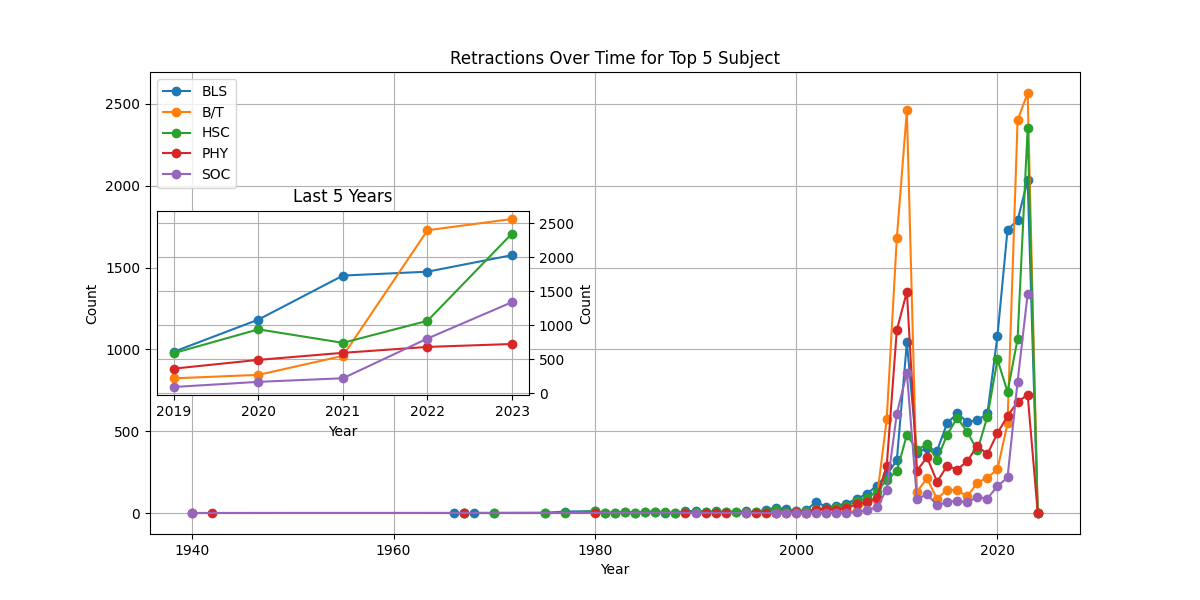 Retractions Over Time for Top 5 Subject
BLS
B/T
HSC
PHY
SOC
2500
2000
1500
1000
500
0
Count
1940
1960
1980
2000
2020
Year
Last 5 Years
2500
2000
1500
1000
500
0
Count
2019
2020
2021
2022
2023
Year